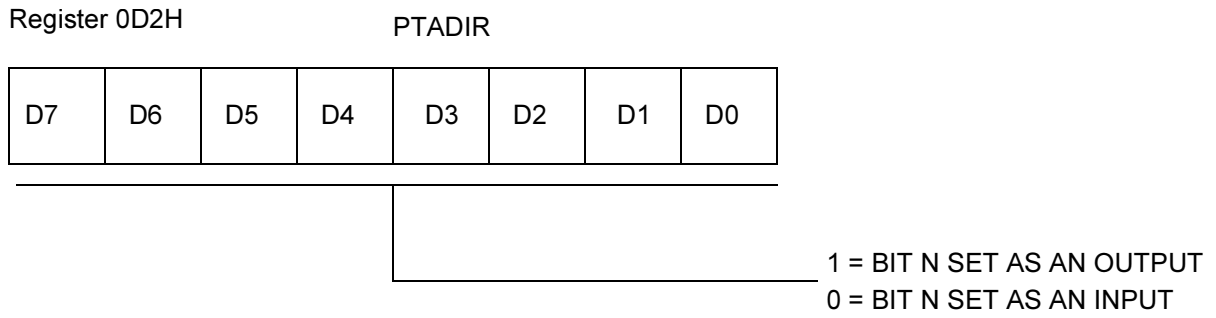 Register 0D2H PTADIR
D7 D6 D5 D4 D3 D2 D1 D0
1 = BIT N SET AS AN OUTPUT
0 = BIT N SET AS AN INPUT